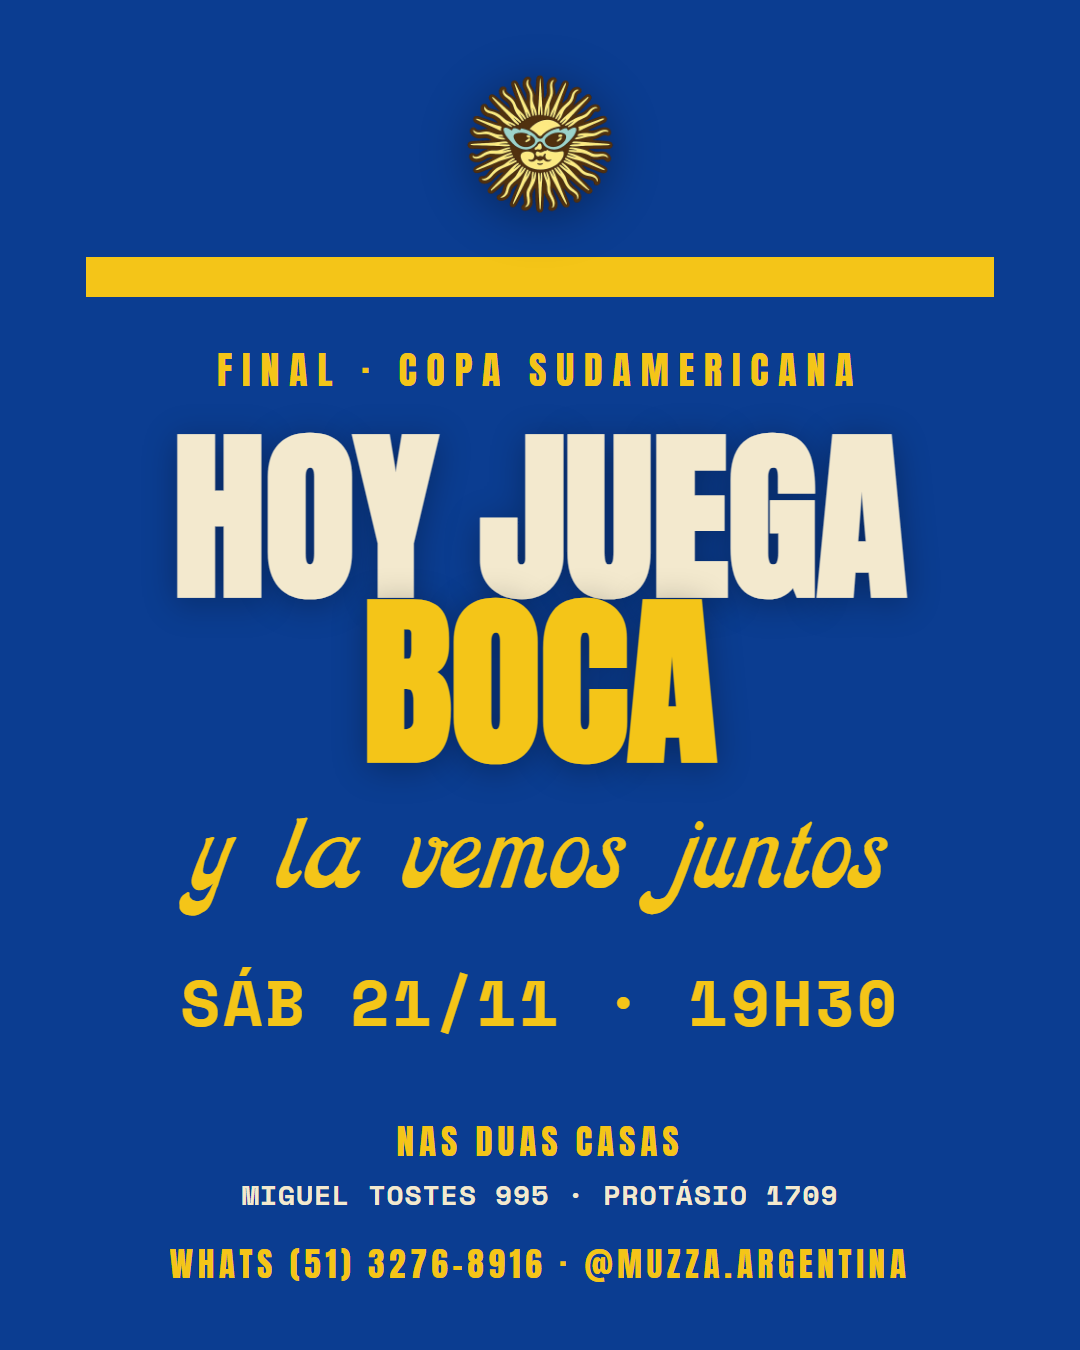 FINAL · COPA SUDAMERICANA
HOY JUEGA
BOCA
y la vemos juntos
SÁB 21/11 · 19H30
NAS DUAS CASAS
MIGUEL TOSTES 995 · PROTÁSIO 1709
WHATS (51) 3276-8916 · @MUZZA.ARGENTINA